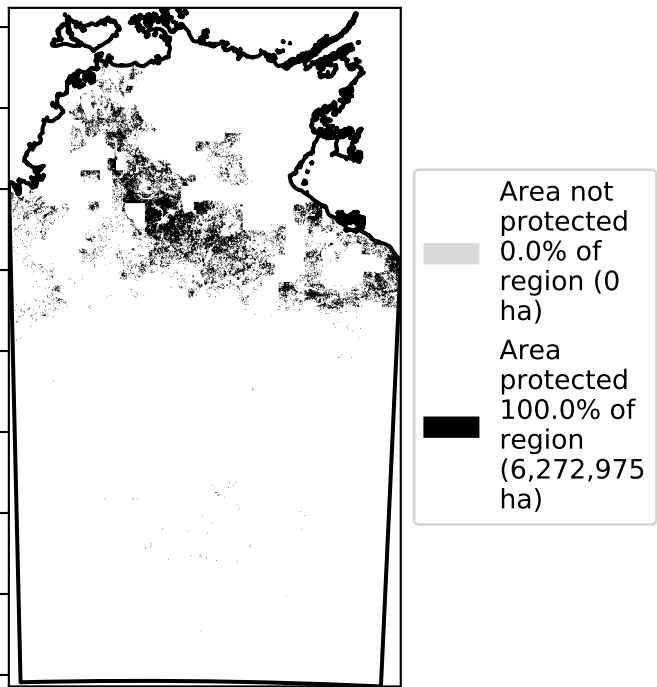 Area not
protected
0.0% of
region (0
ha)
Area
protected
100.0% of
region
(6,272,975
ha)